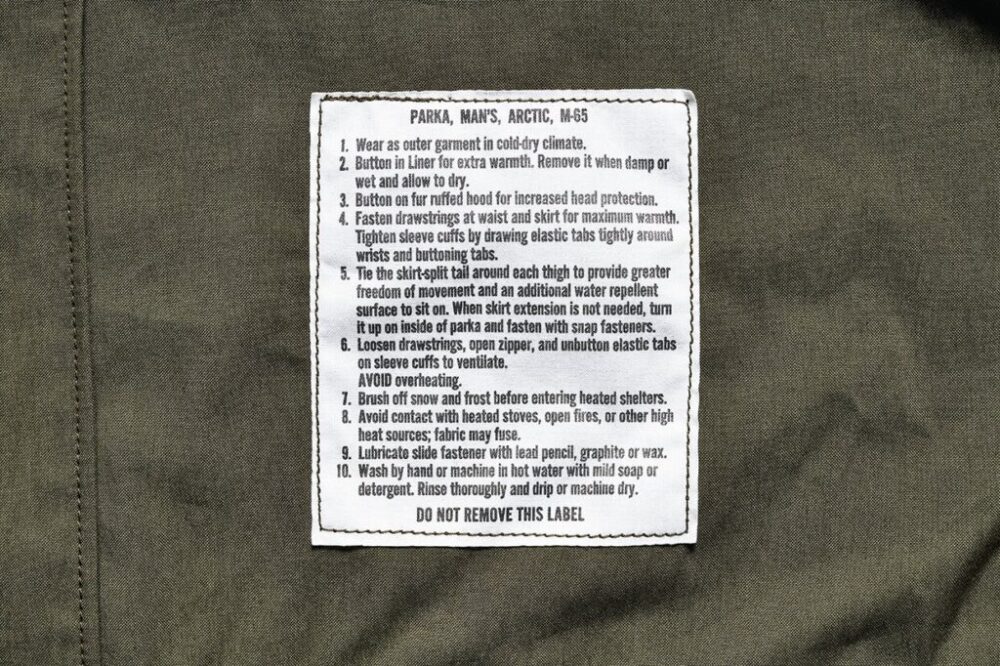 PARKA, MAN'S, ARCTIC, M-65
1. Wear as outer garment in cold-dry climate.
2. Button in Liner for extra warmth. Remove it when damp or
wet and allow to dry.
3. Button on fur ruffed hood for increased head protection.
4. Fasten drawstrings at waist and skirt for maximum warmth.
Tighten sleeve cuffs by drawing elastic tabs tightly around
wrists and buttoning tabs.
5. Tie the skirt-split tail around each thigh to provide greater
freedom of movement and an additional water repellent
surface to sit on. When skirt extension is not needed, turn
it up on inside of parka and fasten with snap fasteners.
6. Loosen drawstrings, open zipper, and unbutton elastic tabs
on sleeve cuffs to ventilate.
AVOID overheating.
7. Brush off snow and frost before entering heated shelters.
8. Avoid contact with heated stoves, open fires, or other high
heat sources; fabric may fuse.
9. Lubricate slide fastener with lead pencil, graphite or wax.
10. Wash by hand or machine in hot water with mild soap or
detergent. Rinse thoroughly and drip or machine dry.
DO NOT REMOVE THIS LABEL